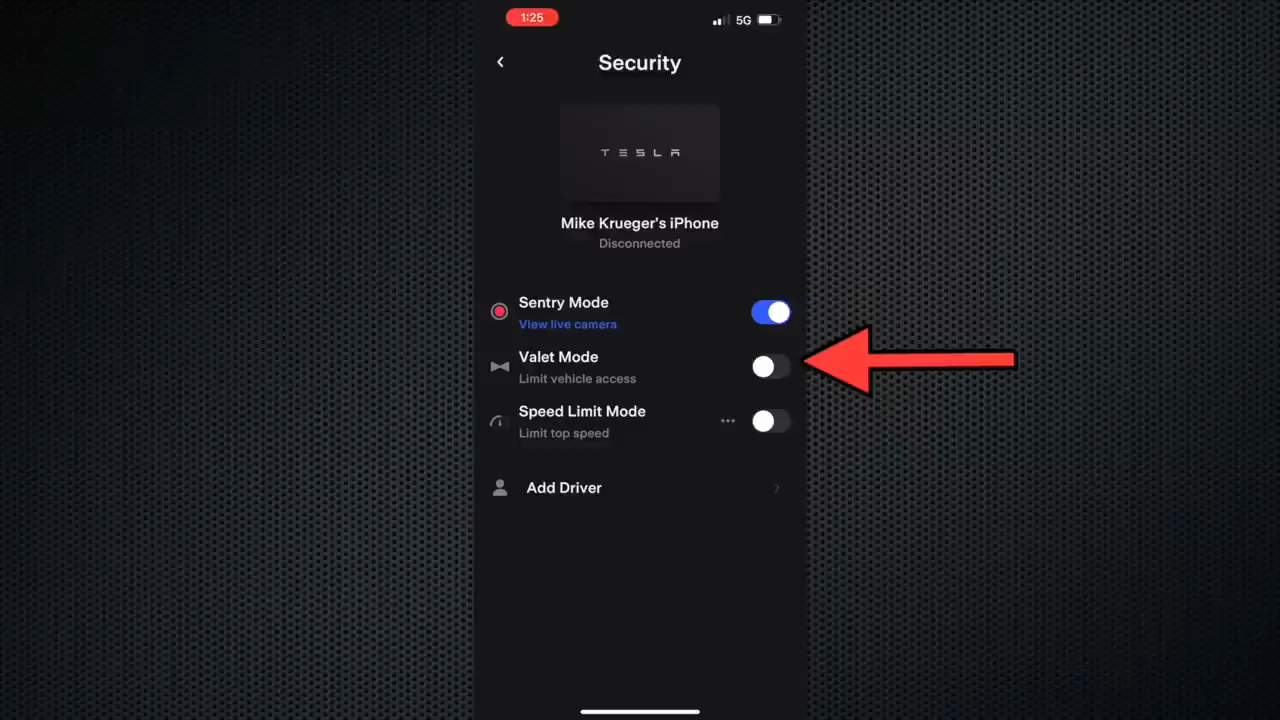 1:25
5G
Security
TESLA
Mike Krueger's iPhone
Disconnected
Sentry Mode
View live camera
Valet Mode
Limit vehicle access
Speed Limit Mode
Limit top speed
Add Driver